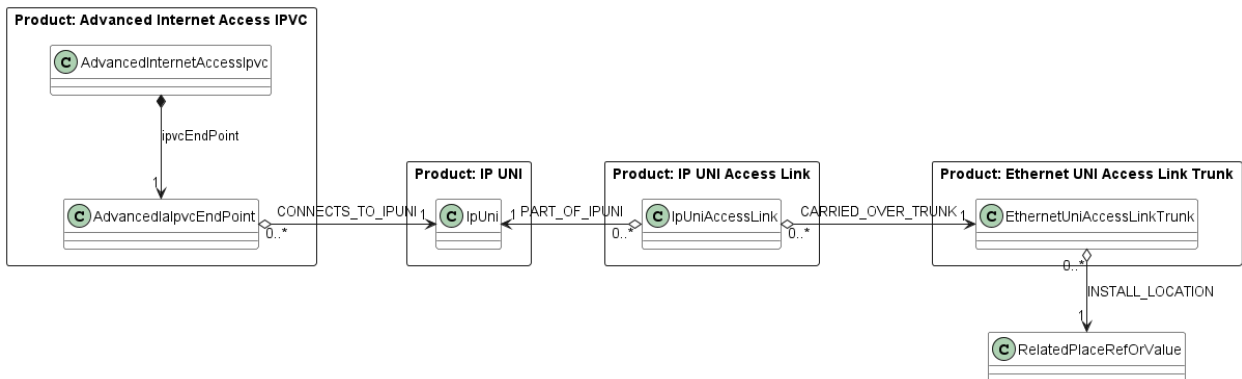 Product: Advanced Internet Access IPVC
C AdvancedInternetAccessIpvc
ipvcEndPoint
1
C AdvancedIaIpvcEndPoint
0..*
CONNECTS_TO_IPUNI
1
Product: IP UNI
C IpUni
1
PART_OF_IPUNI
0..*
Product: IP UNI Access Link
C IpUniAccessLink
0..*
CARRIED_OVER_TRUNK
1
Product: Ethernet UNI Access Link Trunk
C EthernetUniAccessLinkTrunk
0..*
INSTALL_LOCATION
1
C RelatedPlaceRefOrValue